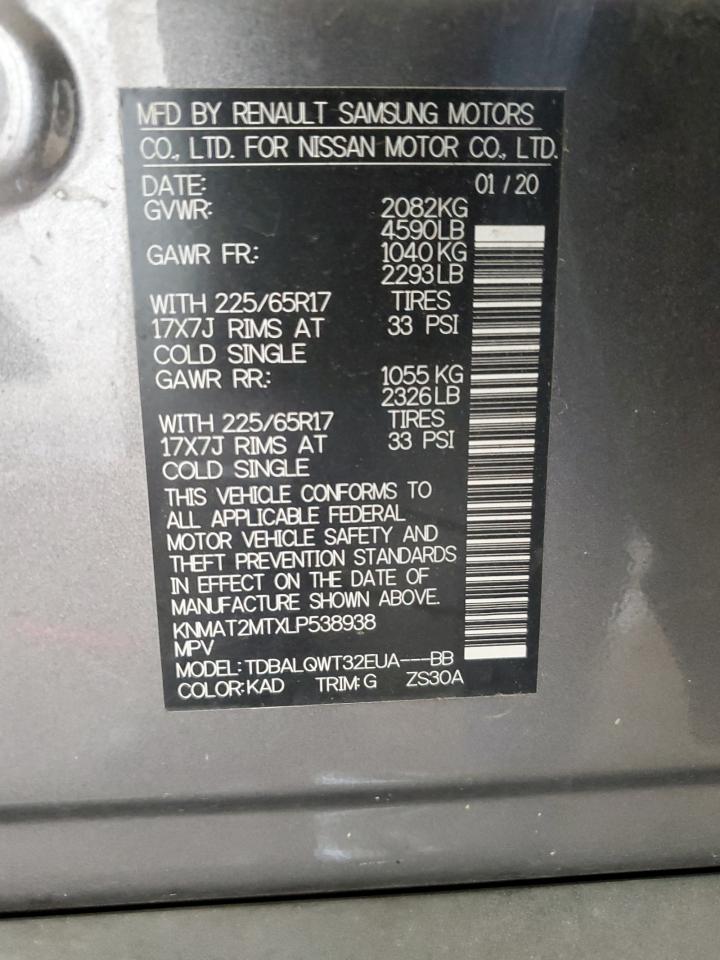 MFD BY RENAULT SAMSUNG MOTORS
CO., LTD. FOR NISSAN MOTOR CO., LTD.
DATE: 01 / 20
GVWR: 2082KG
4590LB
GAWR FR.: 1040 KG
2293 LB
WITH 225/65R17 TIRES
17X7J RIMS AT 33 PSI
COLD SINGLE
GAWR RR.: 1055 KG
2326 LB
WITH 225/65R17 TIRES
17X7J RIMS AT 33 PSI
COLD SINGLE
THIS VEHICLE CONFORMS TO
ALL APPLICABLE FEDERAL
MOTOR VEHICLE SAFETY AND
THEFT PREVENTION STANDARDS
IN EFFECT ON THE DATE OF
MANUFACTURE SHOWN ABOVE.
KNMAT2MTXLP538938
MPV
MODEL: TDBALQWT32EUA---BB
COLOR: KAD TRIM: G ZS30A